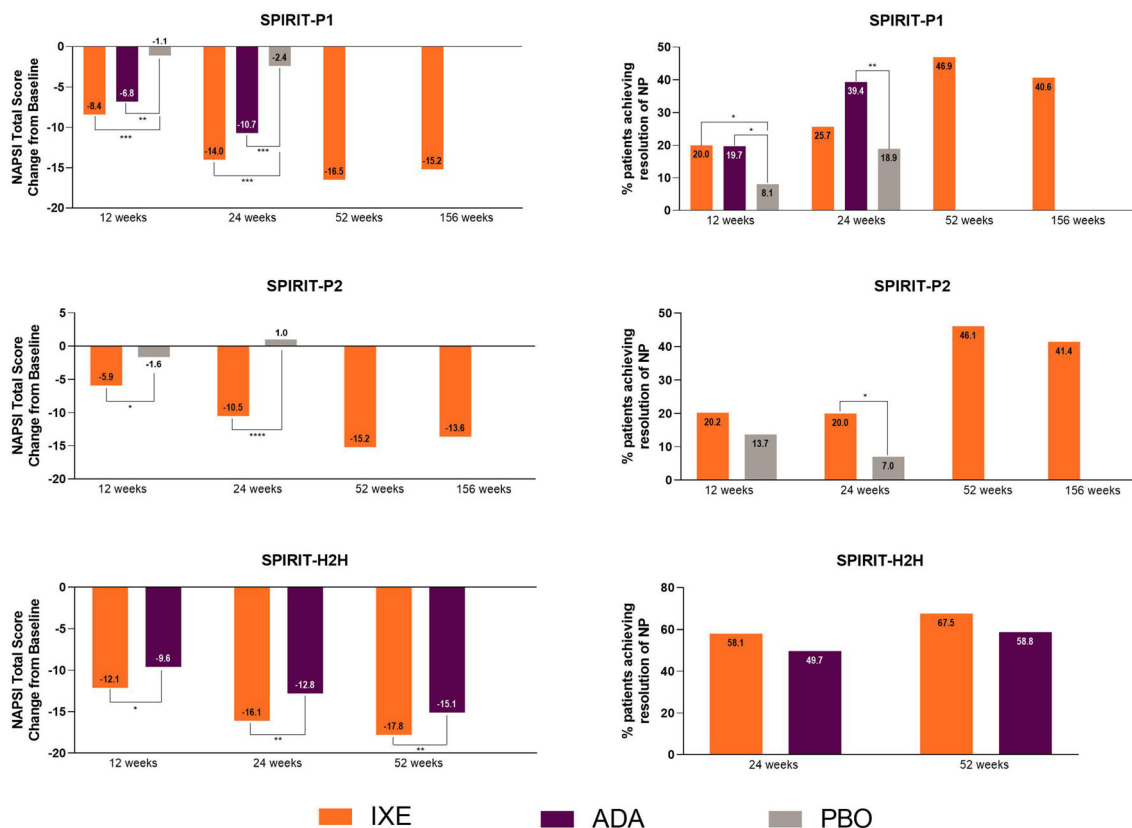 SPIRIT-P1
NAPSI Total Score
Change from Baseline
0
-5
-10
-15
-20
-8.4
-6.8
-1.1
**
***
-14.0
-10.7
-2.4
***
***
-16.5
-15.2
12 weeks
24 weeks
52 weeks
156 weeks
SPIRIT-P1
% patients achieving
resolution of NP
50
40
30
20
10
0
20.0
19.7
8.1
*
*
25.7
39.4
18.9
**
46.9
40.6
12 weeks
24 weeks
52 weeks
156 weeks
SPIRIT-P2
NAPSI Total Score
Change from Baseline
5
0
-5
-10
-15
-20
-5.9
-1.6
*
-10.5
1.0
****
-15.2
-13.6
12 weeks
24 weeks
52 weeks
156 weeks
SPIRIT-P2
% patients achieving
resolution of NP
50
40
30
20
10
0
20.2
13.7
20.0
7.0
*
46.1
41.4
12 weeks
24 weeks
52 weeks
156 weeks
SPIRIT-H2H
NAPSI Total Score
Change from Baseline
0
-5
-10
-15
-20
-12.1
-9.6
*
-16.1
-12.8
**
-17.8
-15.1
**
12 weeks
24 weeks
52 weeks
SPIRIT-H2H
% patients achieving
resolution of NP
80
60
40
20
0
58.1
49.7
67.5
58.8
24 weeks
52 weeks
IXE
ADA
PBO